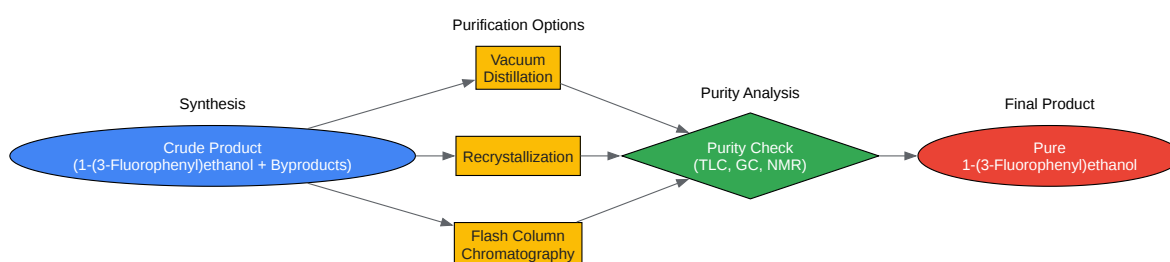 Purification Options
Vacuum
Distillation
Synthesis
Purity Analysis
Final Product
Crude Product
(1-(3-Fluorophenyl)ethanol + Byproducts)
Recrystallization
Purity Check
(TLC, GC, NMR)
Pure
1-(3-Fluorophenyl)ethanol
Flash Column
Chromatography